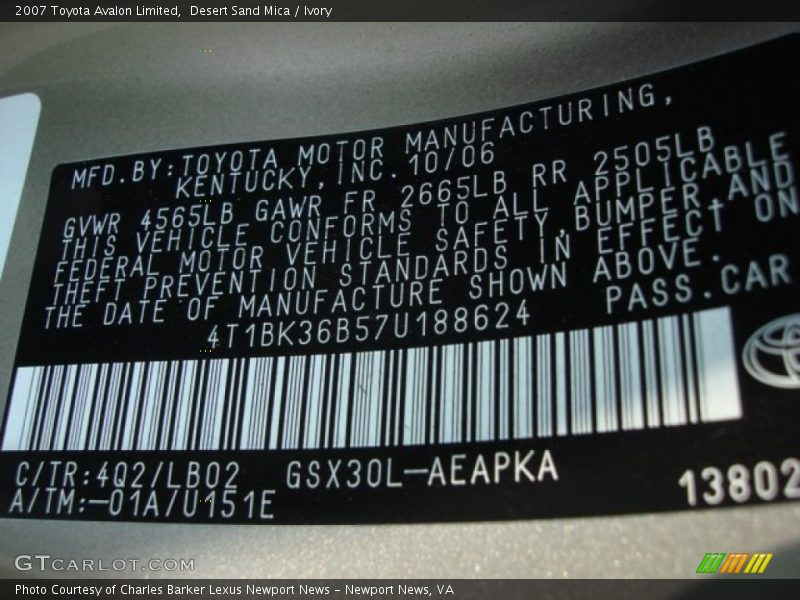 2007 Toyota Avalon Limited,  Desert Sand Mica / Ivory
MFD.BY:TOYOTA MOTOR MANUFACTURING,
KENTUCKY,INC.10/06
GVWR 4565LB GAWR FR 2665LB RR 2505LB
THIS VEHICLE CONFORMS TO ALL APPLICABLE
FEDERAL MOTOR VEHICLE SAFETY,BUMPER,AND
THEFT PREVENTION STANDARDS IN EFFECT ON
THE DATE OF MANUFACTURE SHOWN ABOVE.
4T1BK36B57U188624 PASS.CAR
C/TR:4Q2/LB02 GSX30L-AEAPKA
A/TM:-01A/U151E 13802
GTCARLOT.COM
Photo Courtesy of Charles Barker Lexus Newport News – Newport News, VA